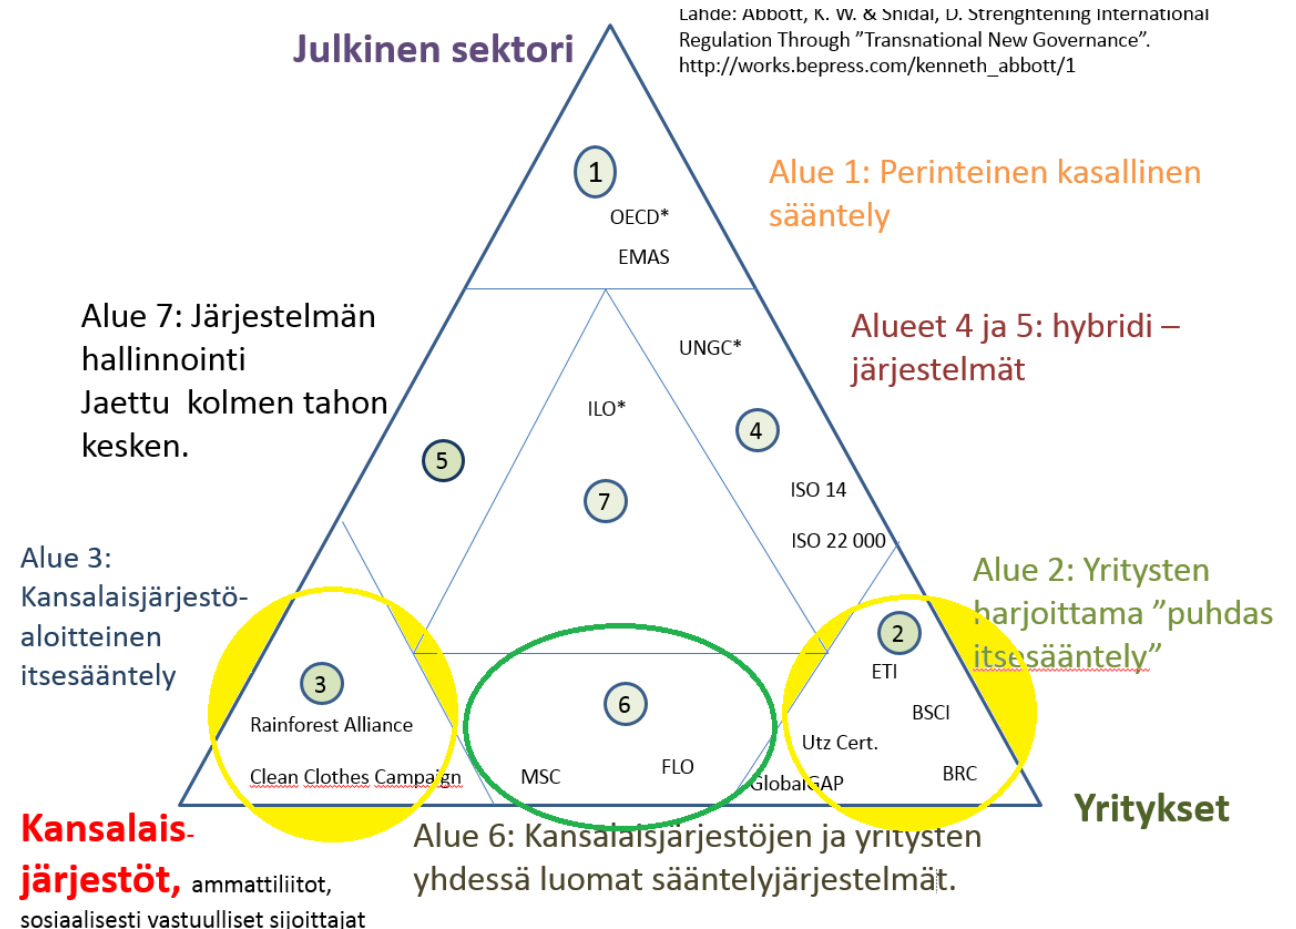 Lähde: Abbott, K. W. & Snidal, D. Strenghtening International
Regulation Through ”Transnational New Governance”.
http://works.bepress.com/kenneth_abbott/1
Julkinen sektori
1
OECD*
EMAS
Alue 1: Perinteinen kasallinen
sääntely
Alue 7: Järjestelmän
hallinnointi
Jaettu kolmen tahon
kesken.
UNGC*
Alueet 4 ja 5: hybridi –
järjestelmät
ILO*
4
5
7
ISO 14
ISO 22 000
Alue 3:
Kansalaisjärjestö-
aloitteinen
itsesääntely
Alue 2: Yritysten
harjoittama ”puhdas
itsesääntely”
2
ETI
BSCI
Utz Cert.
BRC
GlobalGAP
3
Rainforest Alliance
Clean Clothes Campaign
6
FLO
MSC
Yritykset
Kansalais-
järjestöt, ammattiliitot,
sosiaalisesti vastuulliset sijoittajat
Alue 6: Kansalaisjärjestöjen ja yritysten
yhdessä luomat sääntelyjärjestelmät.